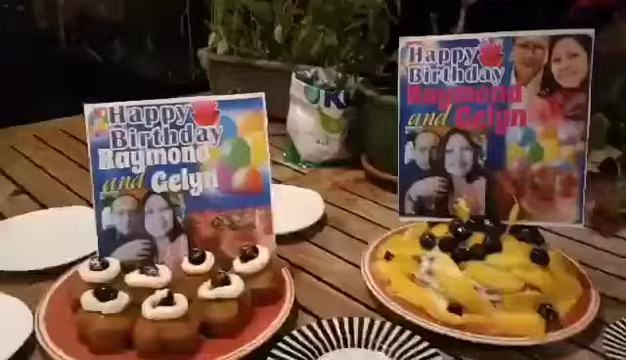 Happy
Birthday
Raymond
and Gelyn
Happy
Birthday
Raymond
and Gelyn